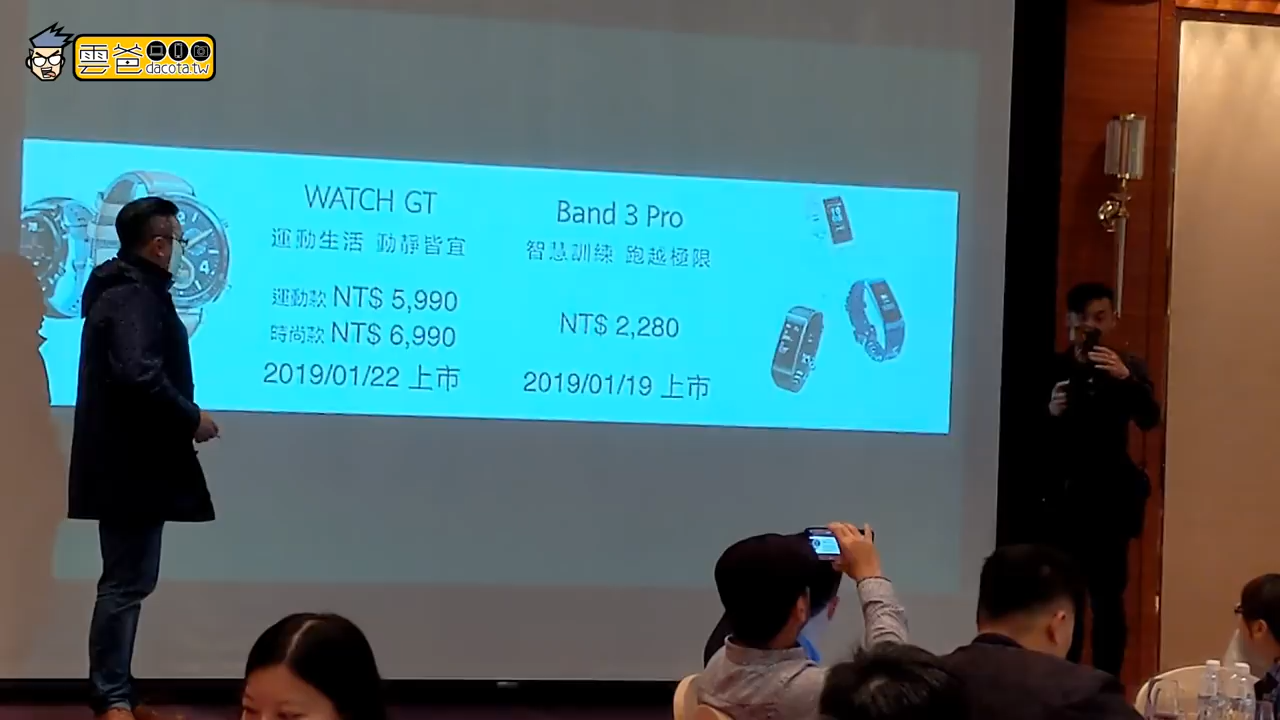 雲爸
dacota.tw
WATCH GT
運動生活 動靜皆宜
運動款 NT$ 5,990
時尚款 NT$ 6,990
2019/01/22 上市
Band 3 Pro
智慧訓練 跑越極限
NT$ 2,280
2019/01/19 上市